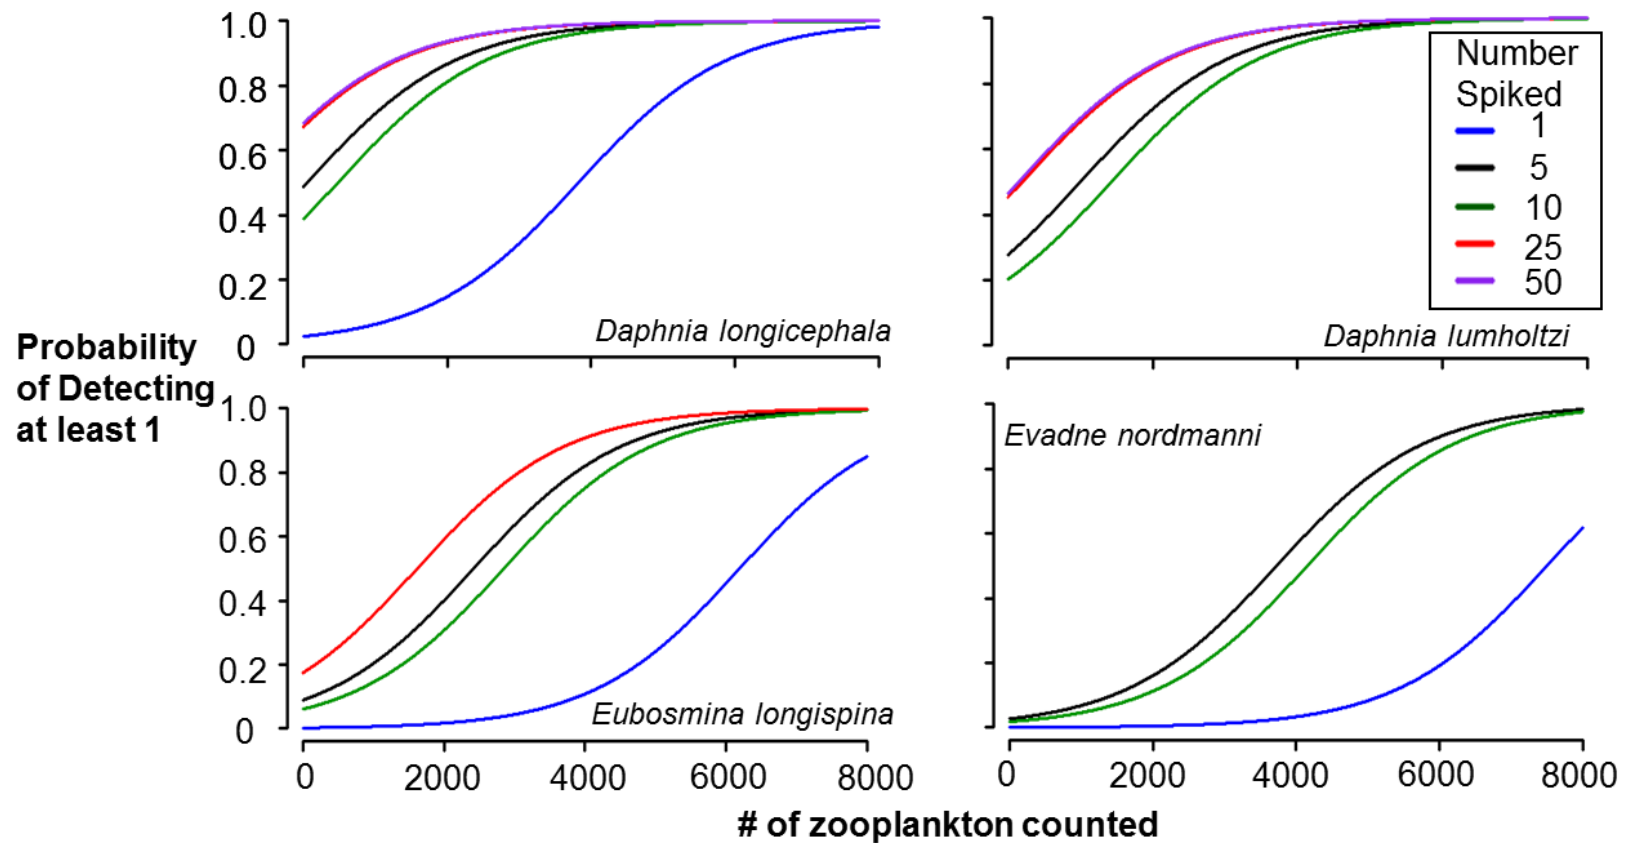 1.0
0.8
0.6
0.4
0.2
0
Daphnia longicephala
Number
Spiked
1
5
10
25
50
Daphnia lumholtzi
Probability
of Detecting
at least 1
1.0
0.8
0.6
0.4
0.2
0
Eubosmina longispina
Evadne nordmanni
0 2000 4000 6000 8000
0 2000 4000 6000 8000
# of zooplankton counted